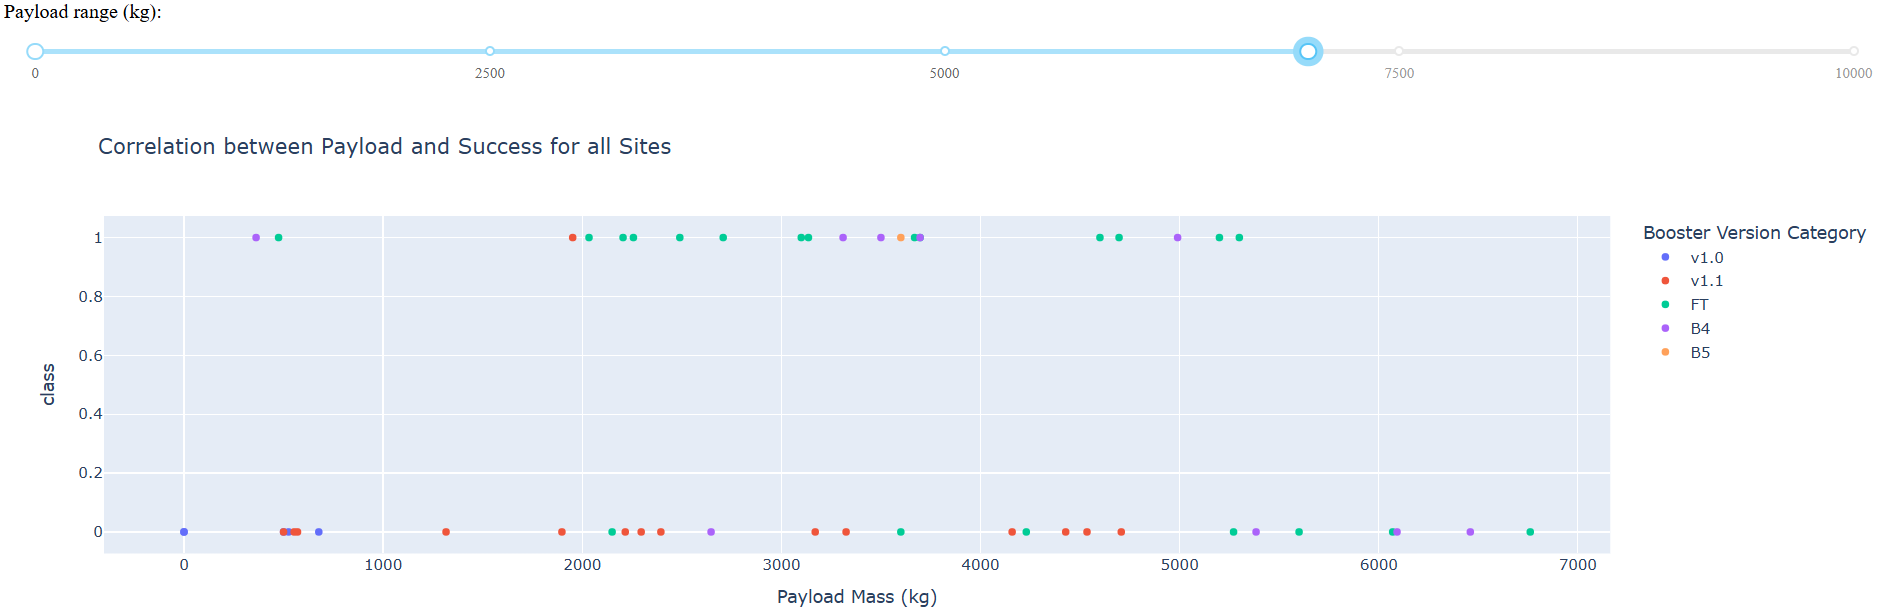 Payload range (kg):
0 2500 5000 7500 10000
Correlation between Payload and Success for all Sites
Booster Version Category
v1.0
v1.1
FT
B4
B5
class
1
0.8
0.6
0.4
0.2
0
0 1000 2000 3000 4000 5000 6000 7000
Payload Mass (kg)